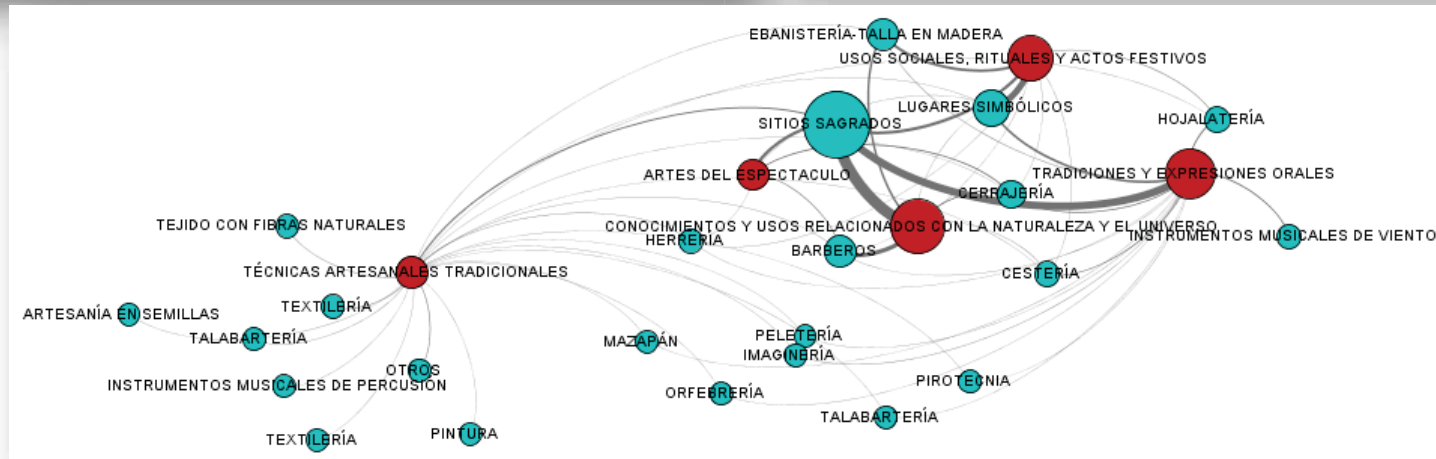 EBANISTERÍA-TALLA EN MADERA
USOS SOCIALES, RITUALES Y ACTOS FESTIVOS
LUGARES SIMBÓLICOS
SITIOS SAGRADOS
HOJALATERÍA
ARTES DEL ESPECTACULO
TRADICIONES Y EXPRESIONES ORALES
CERRAJERÍA
TEJIDO CON FIBRAS NATURALES
CONOCIMIENTOS Y USOS RELACIONADOS CON LA NATURALEZA Y EL UNIVERSO
HERRERÍA
INSTRUMENTOS MUSICALES DE VIENTO
BARBEROS
TÉCNICAS ARTESANALES TRADICIONALES
CESTERÍA
TEXTILERÍA
ARTESANÍA EN SEMILLAS
TALABARTERÍA
PELETERÍA
MAZAPÁN
IMAGINERÍA
OTROS
INSTRUMENTOS MUSICALES DE PERCUSIÓN
PIROTECNIA
ORFEBRERÍA
TALABARTERÍA
PINTURA
TEXTILERÍA